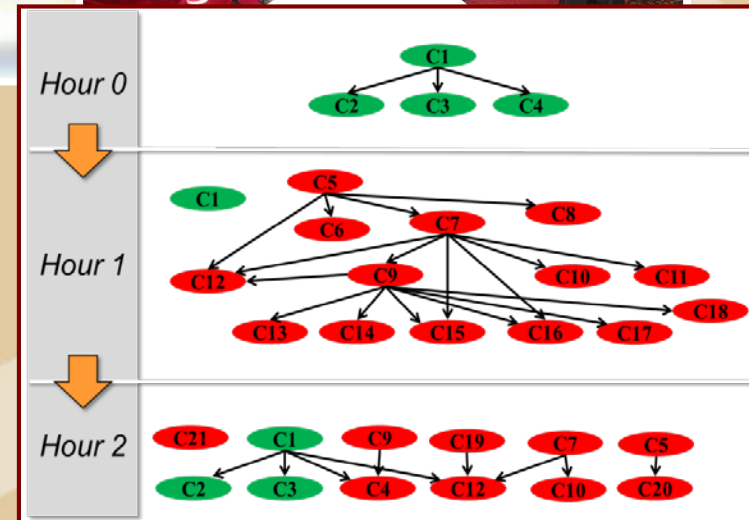 Hour 0
C1
C2 C3 C4
Hour 1
C1 C5
C6 C7 C8
C12 C9 C10 C11
C13 C14 C15 C16 C17 C18
Hour 2
C21 C1 C9 C19 C7 C5
C2 C3 C4 C12 C10 C20